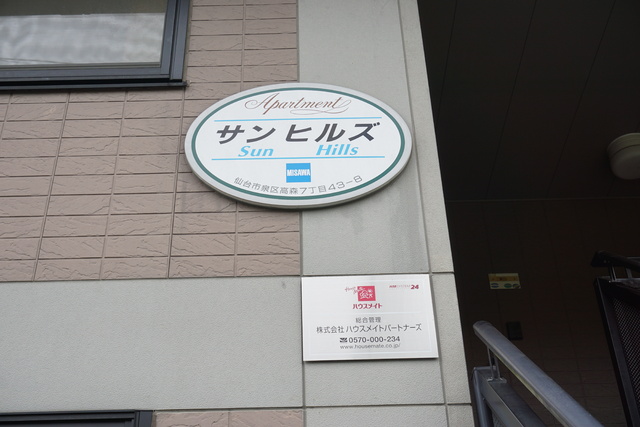 Apartment
サンヒルズ
Sun Hills
MISAWA
仙台市泉区高森7丁目43-8
ハウスメイト
24
総合管理
株式会社 ハウスメイトパートナーズ
0570-000-234
www.housemate.co.jp/